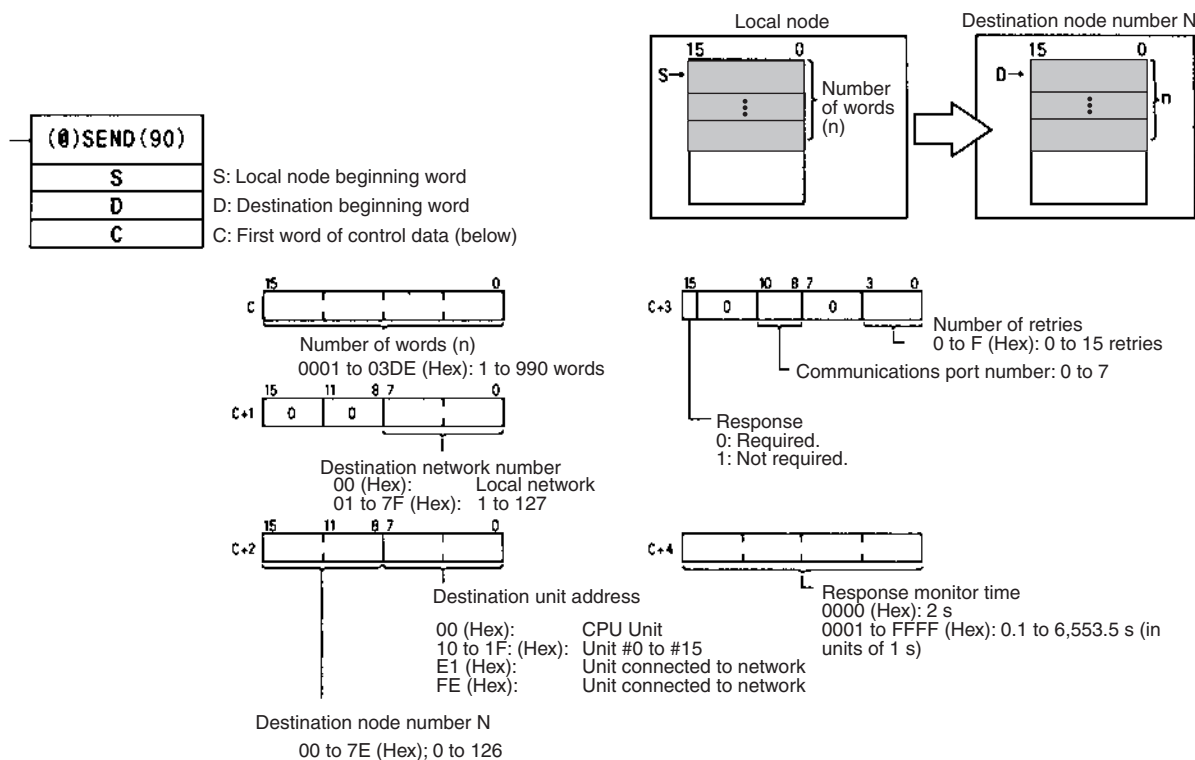 Local node
Destination node number N
15 0
15 0
S→
D→
Number
of words
(n)
n
(@)SEND(90)
S
S: Local node beginning word
D
D: Destination beginning word
C
C: First word of control data (below)
15 0
C
Number of words (n)
0001 to 03DE (Hex): 1 to 990 words
15 11 8 7 0
C+1 0 0
Destination network number
00 (Hex): Local network
01 to 7F (Hex): 1 to 127
15 11 8 7 0
C+2
Destination unit address
00 (Hex): CPU Unit
10 to 1F: (Hex): Unit #0 to #15
E1 (Hex): Unit connected to network
FE (Hex): Unit connected to network
Destination node number N
00 to 7E (Hex); 0 to 126
15 10 8 7 3 0
C+3 0 0
Number of retries
0 to F (Hex): 0 to 15 retries
Communications port number: 0 to 7
Response
0: Required.
1: Not required.
C+4
Response monitor time
0000 (Hex): 2 s
0001 to FFFF (Hex): 0.1 to 6,553.5 s (in
units of 1 s)